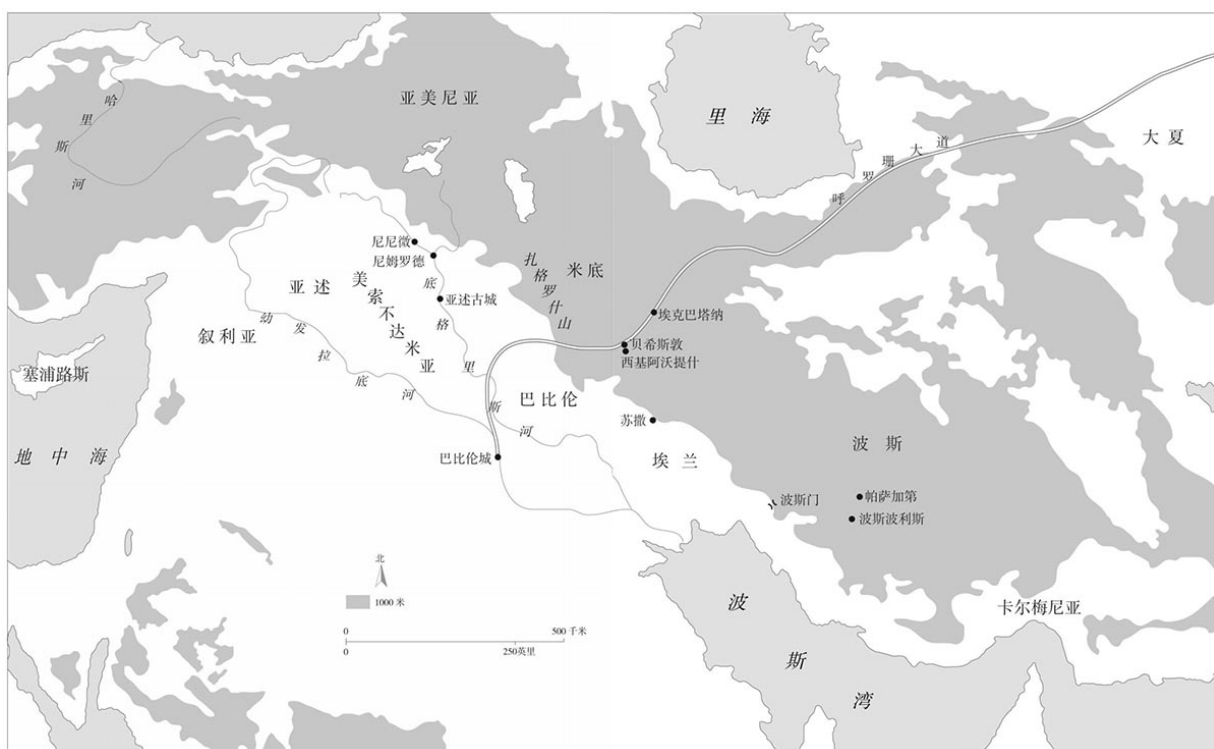 亚美尼亚
里海
哈里斯河
呼罗珊大道
大夏
尼尼微
尼姆罗德
扎格罗什山
米底
亚述
美索不达米亚
底格里斯河
亚述古城
埃克巴塔纳
叙利亚
幼发拉底河
贝希斯敦
西基阿沃提什
塞浦路斯
巴比伦
苏撒
波斯
地中海
巴比伦城
埃兰
波斯门
帕萨加第
波斯波利斯
北
1000 米
0 500 千米
0 250英里
卡尔梅尼亚
波斯湾